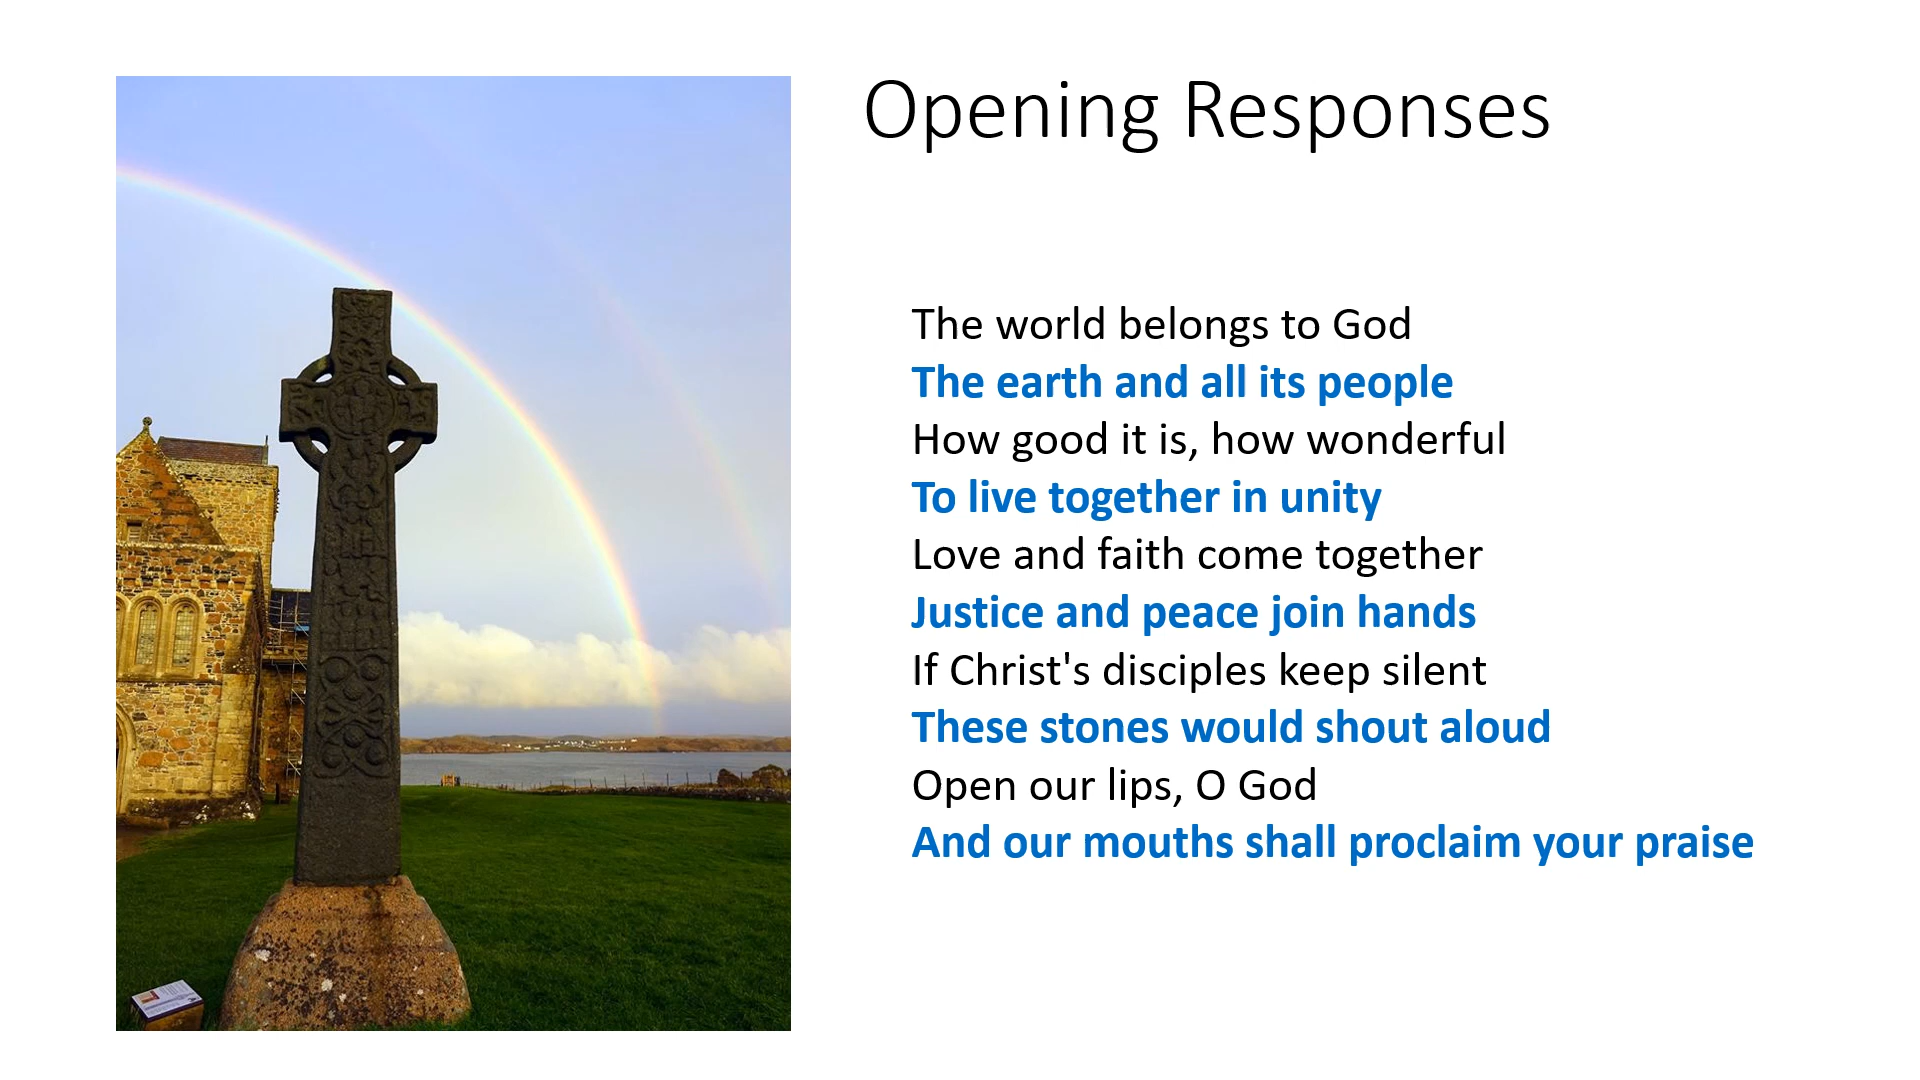 Opening Responses
The world belongs to God
The earth and all its people
How good it is, how wonderful
To live together in unity
Love and faith come together
Justice and peace join hands
If Christ's disciples keep silent
These stones would shout aloud
Open our lips, O God
And our mouths shall proclaim your praise